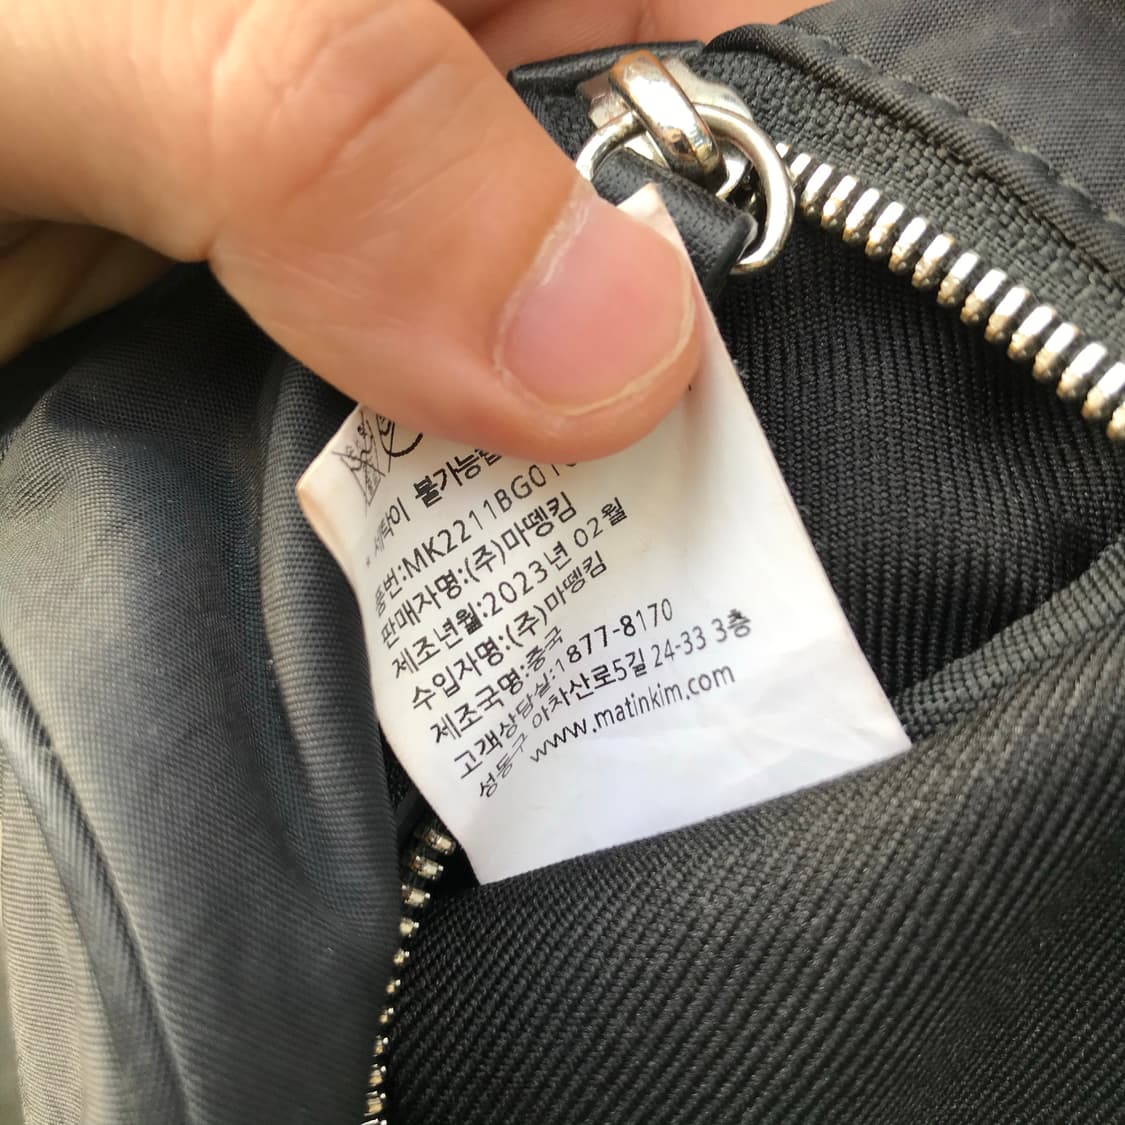 * 세탁이 불가능
품번:MK2211BG01
판매자명:(주)마뗑킴
제조년월:2023년 02월
수입자명:(주)마뗑킴
제조국명:중국
고객상담실:1877-8170
성동구 아차산로5길 24-33 3층
www.matinkim.com